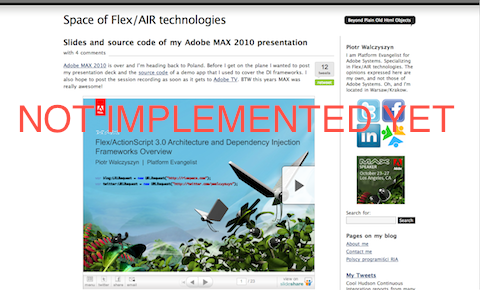 Space of Flex/AIR technologies
Beyond Plain Old Html Objects
Slides and source code of my Adobe MAX 2010 presentation
with 4 comments
Adobe MAX 2010 is over and I'm heading back to Poland. Before I get on the plane I wanted to
post my presentation deck and the source code of a demo app that I used to cover the DI frameworks. I
also hope to post the session recording as soon as it gets to Adobe TV. BTW this years MAX was
really awesome!
12
tweets
retweet
NOT IMPLEMENTED YET
Adobe
Flex/ActionScript 3.0 Architecture and Dependency Injection
Frameworks Overview
Piotr Walczyszyn | Platform Evangelist
view on
slideshare
menu
share
email
Piotr Walczyszyn
I am Platform Evangelist for
Adobe Systems. Specializing
in Flex/AIR technologies. The
opinions expressed here are
my own, and not those of
Adobe Systems. Oh, and I'm
located in Warsaw/Krakow.
in
MAX
SPEAKER
October 23-27
Los Angeles, CA
Search for:
Search
Pages on my blog
About me
Contact me
Policy programiści RIA
My Tweets
Cool Hudson Continuous
Integration reports from many